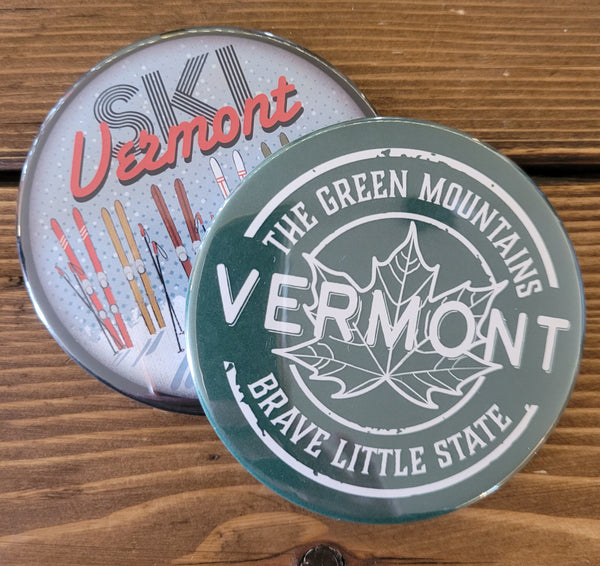 SKI
Vermont
THE GREEN MOUNTAINS
VERMONT
BRAVE LITTLE STATE